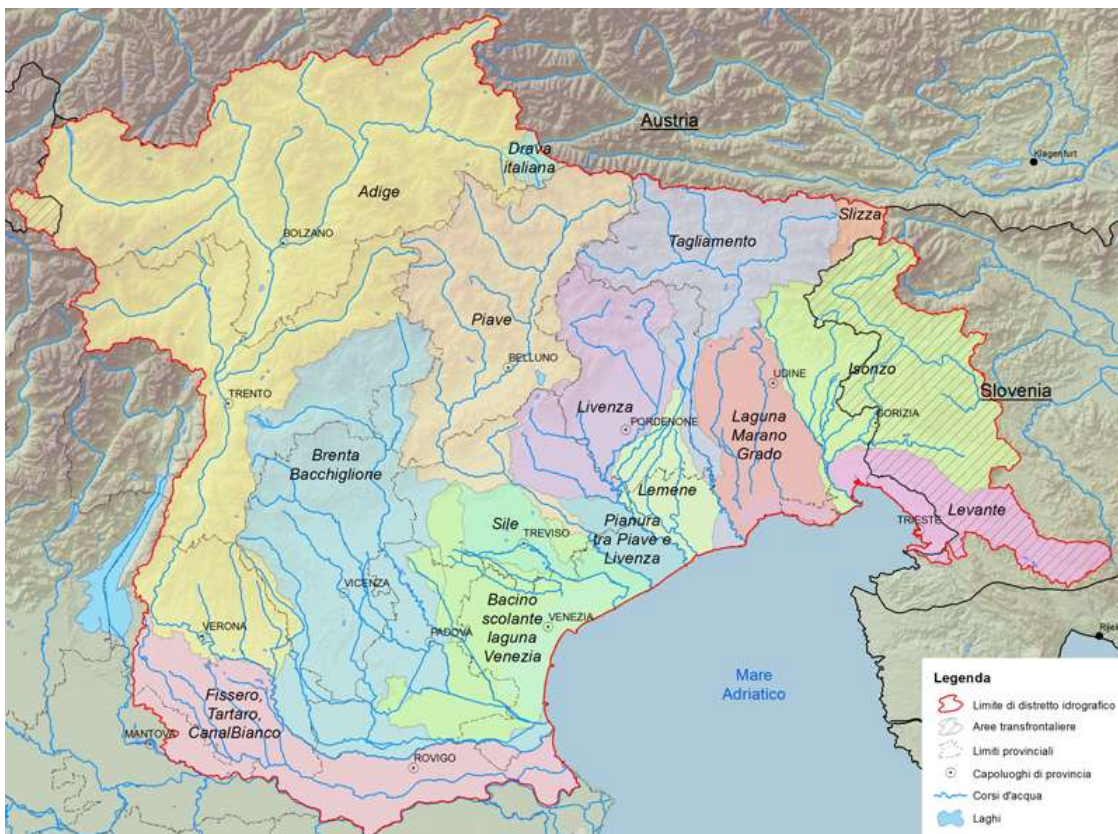 Austria
Klagenfurt
Drava
italiana
Adige
Slizza
BOLZANO
Tagliamento
Piave
BELLUNO
UDINE
Isonzo
Slovenia
TRENTO
Livenza
PORDENONE
GORIZIA
Laguna
Marano
Grado
Brenta
Bacchiglione
Lemene
Levante
TRIESTE
Sile
TREVISO
Pianura
tra Piave e
Livenza
VICENZA
Bacino
scolante
laguna
Venezia
VENEZIA
PADOVA
VERONA
Mare
Adriatico
Fissero,
Tartaro,
CanalBianco
MANTOVA
ROVIGO
Legenda
Limite di distretto idrografico
Aree transfrontaliere
Limiti provinciali
Capoluoghi di provincia
Corsi d'acqua
Laghi